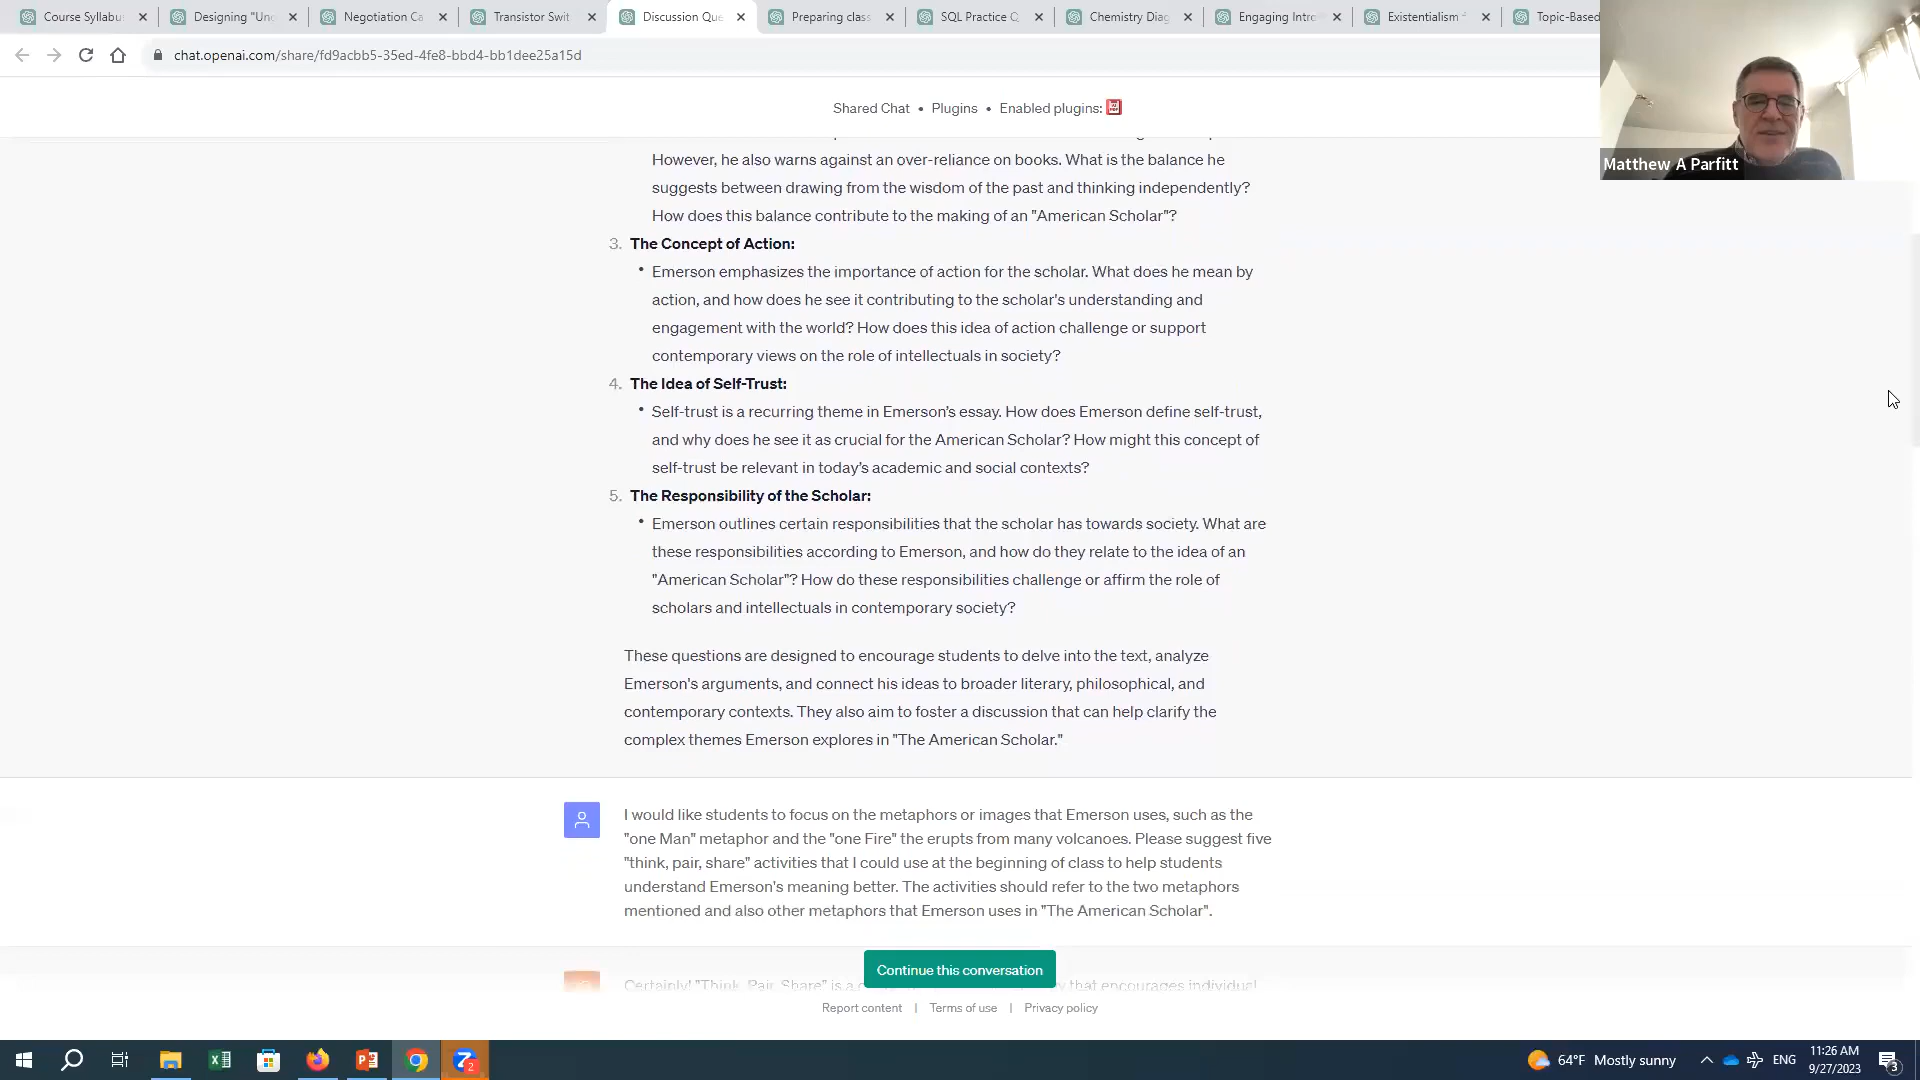 Course Syllabu
Designing "Un
Negotiation Ca
Transistor Swit
Discussion Que
Preparing class
SQL Practice Q
Chemistry Diag
Engaging Intro
Existentialism
Topic-Based
chat.openai.com/share/fd9acbb5-35ed-4fe8-bbd4-bb1dee25a15d
Shared Chat • Plugins • Enabled plugins:
Matthew A Parfitt
However, he also warns against an over-reliance on books. What is the balance he
suggests between drawing from the wisdom of the past and thinking independently?
How does this balance contribute to the making of an "American Scholar"?
3. The Concept of Action:
• Emerson emphasizes the importance of action for the scholar. What does he mean by
action, and how does he see it contributing to the scholar's understanding and
engagement with the world? How does this idea of action challenge or support
contemporary views on the role of intellectuals in society?
4. The Idea of Self-Trust:
• Self-trust is a recurring theme in Emerson's essay. How does Emerson define self-trust,
and why does he see it as crucial for the American Scholar? How might this concept of
self-trust be relevant in today's academic and social contexts?
5. The Responsibility of the Scholar:
• Emerson outlines certain responsibilities that the scholar has towards society. What are
these responsibilities according to Emerson, and how do they relate to the idea of an
"American Scholar"? How do these responsibilities challenge or affirm the role of
scholars and intellectuals in contemporary society?
These questions are designed to encourage students to delve into the text, analyze
Emerson's arguments, and connect his ideas to broader literary, philosophical, and
contemporary contexts. They also aim to foster a discussion that can help clarify the
complex themes Emerson explores in "The American Scholar."
I would like students to focus on the metaphors or images that Emerson uses, such as the
"one Man" metaphor and the "one Fire" the erupts from many volcanoes. Please suggest five
"think, pair, share" activities that I could use at the beginning of class to help students
understand Emerson's meaning better. The activities should refer to the two metaphors
mentioned and also other metaphors that Emerson uses in "The American Scholar".
Continue this conversation
Certainly! "Think, Pair, Share" is a that encourages individual
Report content | Terms of use | Privacy policy
64°F Mostly sunny
ENG
11:26 AM
9/27/2023
3
2